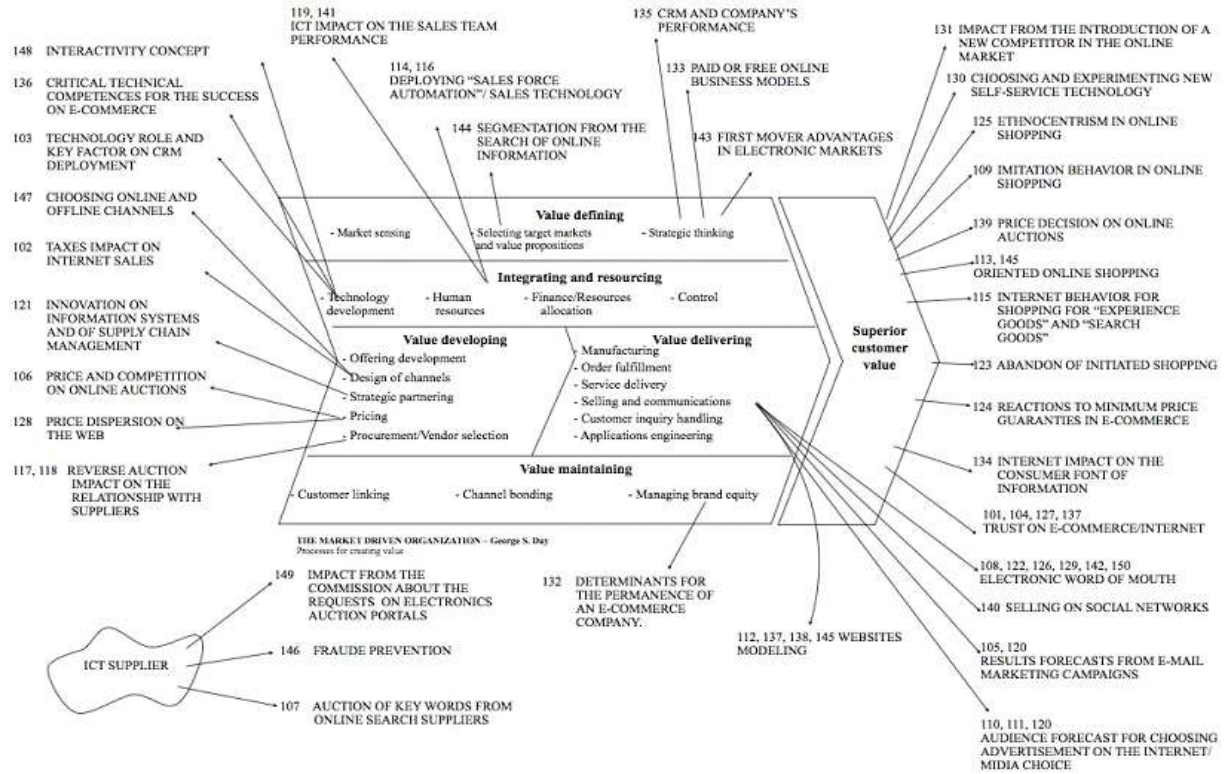 119, 141
ICT IMPACT ON THE SALES TEAM
PERFORMANCE
135 CRM AND COMPANY'S
PERFORMANCE
131 IMPACT FROM THE INTRODUCTION OF A
NEW COMPETITOR IN THE ONLINE
MARKET
148 INTERACTIVITY CONCEPT
114, 116
DEPLOYING "SALES FORCE
AUTOMATION"/ SALES TECHNOLOGY
133 PAID OR FREE ONLINE
BUSINESS MODELS
130 CHOOSING AND EXPERIMENTING NEW
SELF-SERVICE TECHNOLOGY
136 CRITICAL TECHNICAL
COMPETENCES FOR THE SUCCESS
ON E-COMMERCE
144 SEGMENTATION FROM THE
SEARCH OF ONLINE
INFORMATION
143 FIRST MOVER ADVANTAGES
IN ELECTRONIC MARKETS
125 ETHNOCENTRISM IN ONLINE
SHOPPING
103 TECHNOLOGY ROLE AND
KEY FACTOR ON CRM
DEPLOYMENT
109 IMITATION BEHAVIOR IN ONLINE
SHOPPING
147 CHOOSING ONLINE AND
OFFLINE CHANNELS
139 PRICE DECISION ON ONLINE
AUCTIONS
102 TAXES IMPACT ON
INTERNET SALES
113, 145
ORIENTED ONLINE SHOPPING
121 INNOVATION ON
INFORMATION SYSTEMS
AND OF SUPPLY CHAIN
MANAGEMENT
115 INTERNET BEHAVIOR FOR
SHOPPING FOR "EXPERIENCE
GOODS" AND "SEARCH
GOODS"
106 PRICE AND COMPETITION
ON ONLINE AUCTIONS
123 ABANDON OF INITIATED SHOPPING
128 PRICE DISPERSION ON
THE WEB
124 REACTIONS TO MINIMUM PRICE
GUARANTIES IN E-COMMERCE
117, 118 REVERSE AUCTION
IMPACT ON THE
RELATIONSHIP WITH
SUPPLIERS
134 INTERNET IMPACT ON THE
CONSUMER FONT OF
INFORMATION
101, 104, 127, 137
TRUST ON E-COMMERCE/INTERNET
Value defining
- Market sensing
- Selecting target markets
and value propositions
- Strategic thinking
Integrating and resourcing
- Technology
development
- Human
resources
- Finance/Resources
allocation
- Control
Value developing
- Offering development
- Design of channels
- Strategic partnering
- Pricing
- Procurement/Vendor selection
Value delivering
- Manufacturing
- Order fulfillment
- Service delivery
- Selling and communications
- Customer inquiry handling
- Applications engineering
Value maintaining
- Customer linking
- Channel bonding
- Managing brand equity
Superior
customer
value
THE MARKET DRIVEN ORGANIZATION – George S. Day
Processes for creating value
149 IMPACT FROM THE
COMMISSION ABOUT THE
REQUESTS ON ELECTRONICS
AUCTION PORTALS
132 DETERMINANTS FOR
THE PERMANENCE OF
AN E-COMMERCE
COMPANY.
108, 122, 126, 129, 142, 150
ELECTRONIC WORD OF MOUTH
140 SELLING ON SOCIAL NETWORKS
112, 137, 138, 145 WEBSITES
MODELING
105, 120
RESULTS FORECASTS FROM E-MAIL
MARKETING CAMPAIGNS
ICT SUPPLIER
146 FRAUDE PREVENTION
107 AUCTION OF KEY WORDS FROM
ONLINE SEARCH SUPPLIERS
110, 111, 120
AUDIENCE FORECAST FOR CHOOSING
ADVERTISEMENT ON THE INTERNET/
MIDIA CHOICE